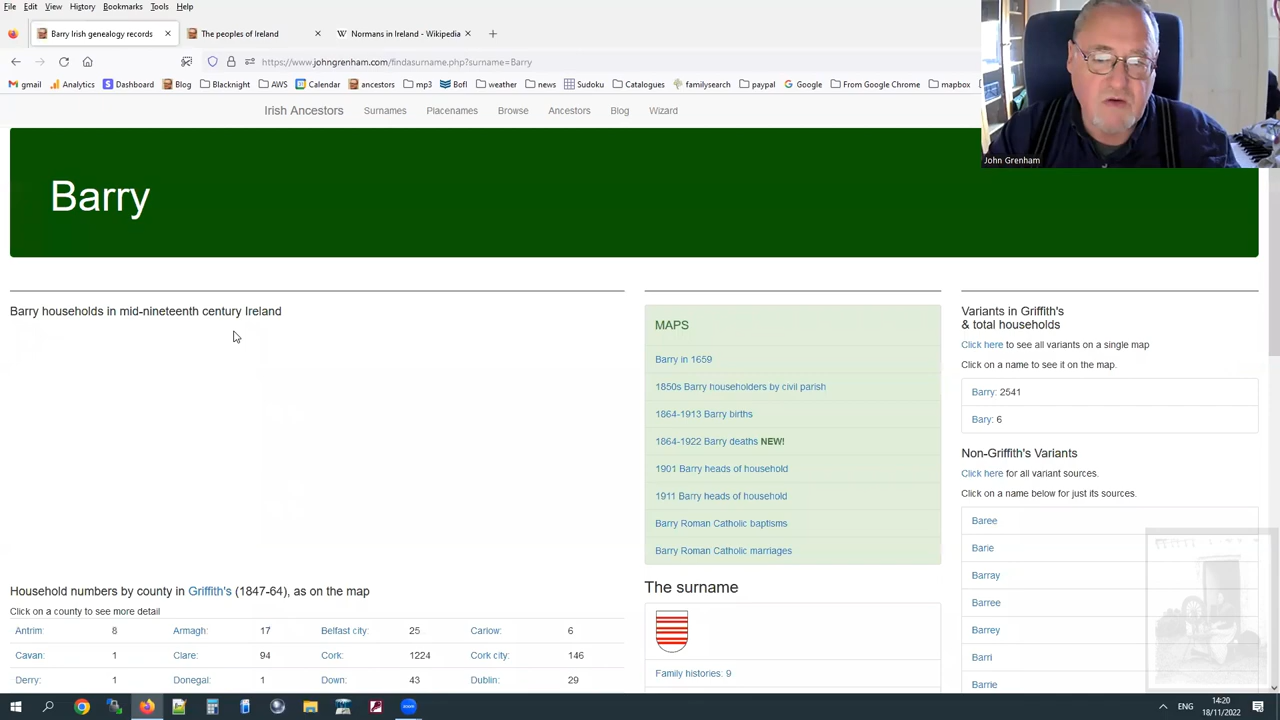 File Edit View History Bookmarks Tools Help
Barry Irish genealogy records
The peoples of Ireland
Normans in Ireland - Wikipedia
https://www.johngrenham.com/findasurname.php?surname=Barry
gmail Analytics Dashboard Blog Blacknight AWS Calendar ancestors mp3 BofI weather news Sudoku Catalogues familysearch paypal Google From Google Chrome mapbox
Irish Ancestors Surnames Placenames Browse Ancestors Blog Wizard
John Grenham
Barry
Barry households in mid-nineteenth century Ireland
Household numbers by county in Griffith's (1847-64), as on the map
Click on a county to see more detail
Antrim: 8 Armagh: 17 Belfast city: 25 Carlow: 6
Cavan: 1 Clare: 94 Cork: 1224 Cork city: 146
Derry: 1 Donegal: 1 Down: 43 Dublin: 29
MAPS
Barry in 1659
1850s Barry householders by civil parish
1864-1913 Barry births
1864-1922 Barry deaths NEW!
1901 Barry heads of household
1911 Barry heads of household
Barry Roman Catholic baptisms
Barry Roman Catholic marriages
The surname
Family histories: 9
Variants in Griffith's
& total households
Click here to see all variants on a single map
Click on a name to see it on the map.
Barry: 2541
Bary: 6
Non-Griffith's Variants
Click here for all variant sources.
Click on a name below for just its sources.
Baree
Barie
Barray
Barree
Barrey
Barri
Barrie
ENG
14:20
18/11/2022